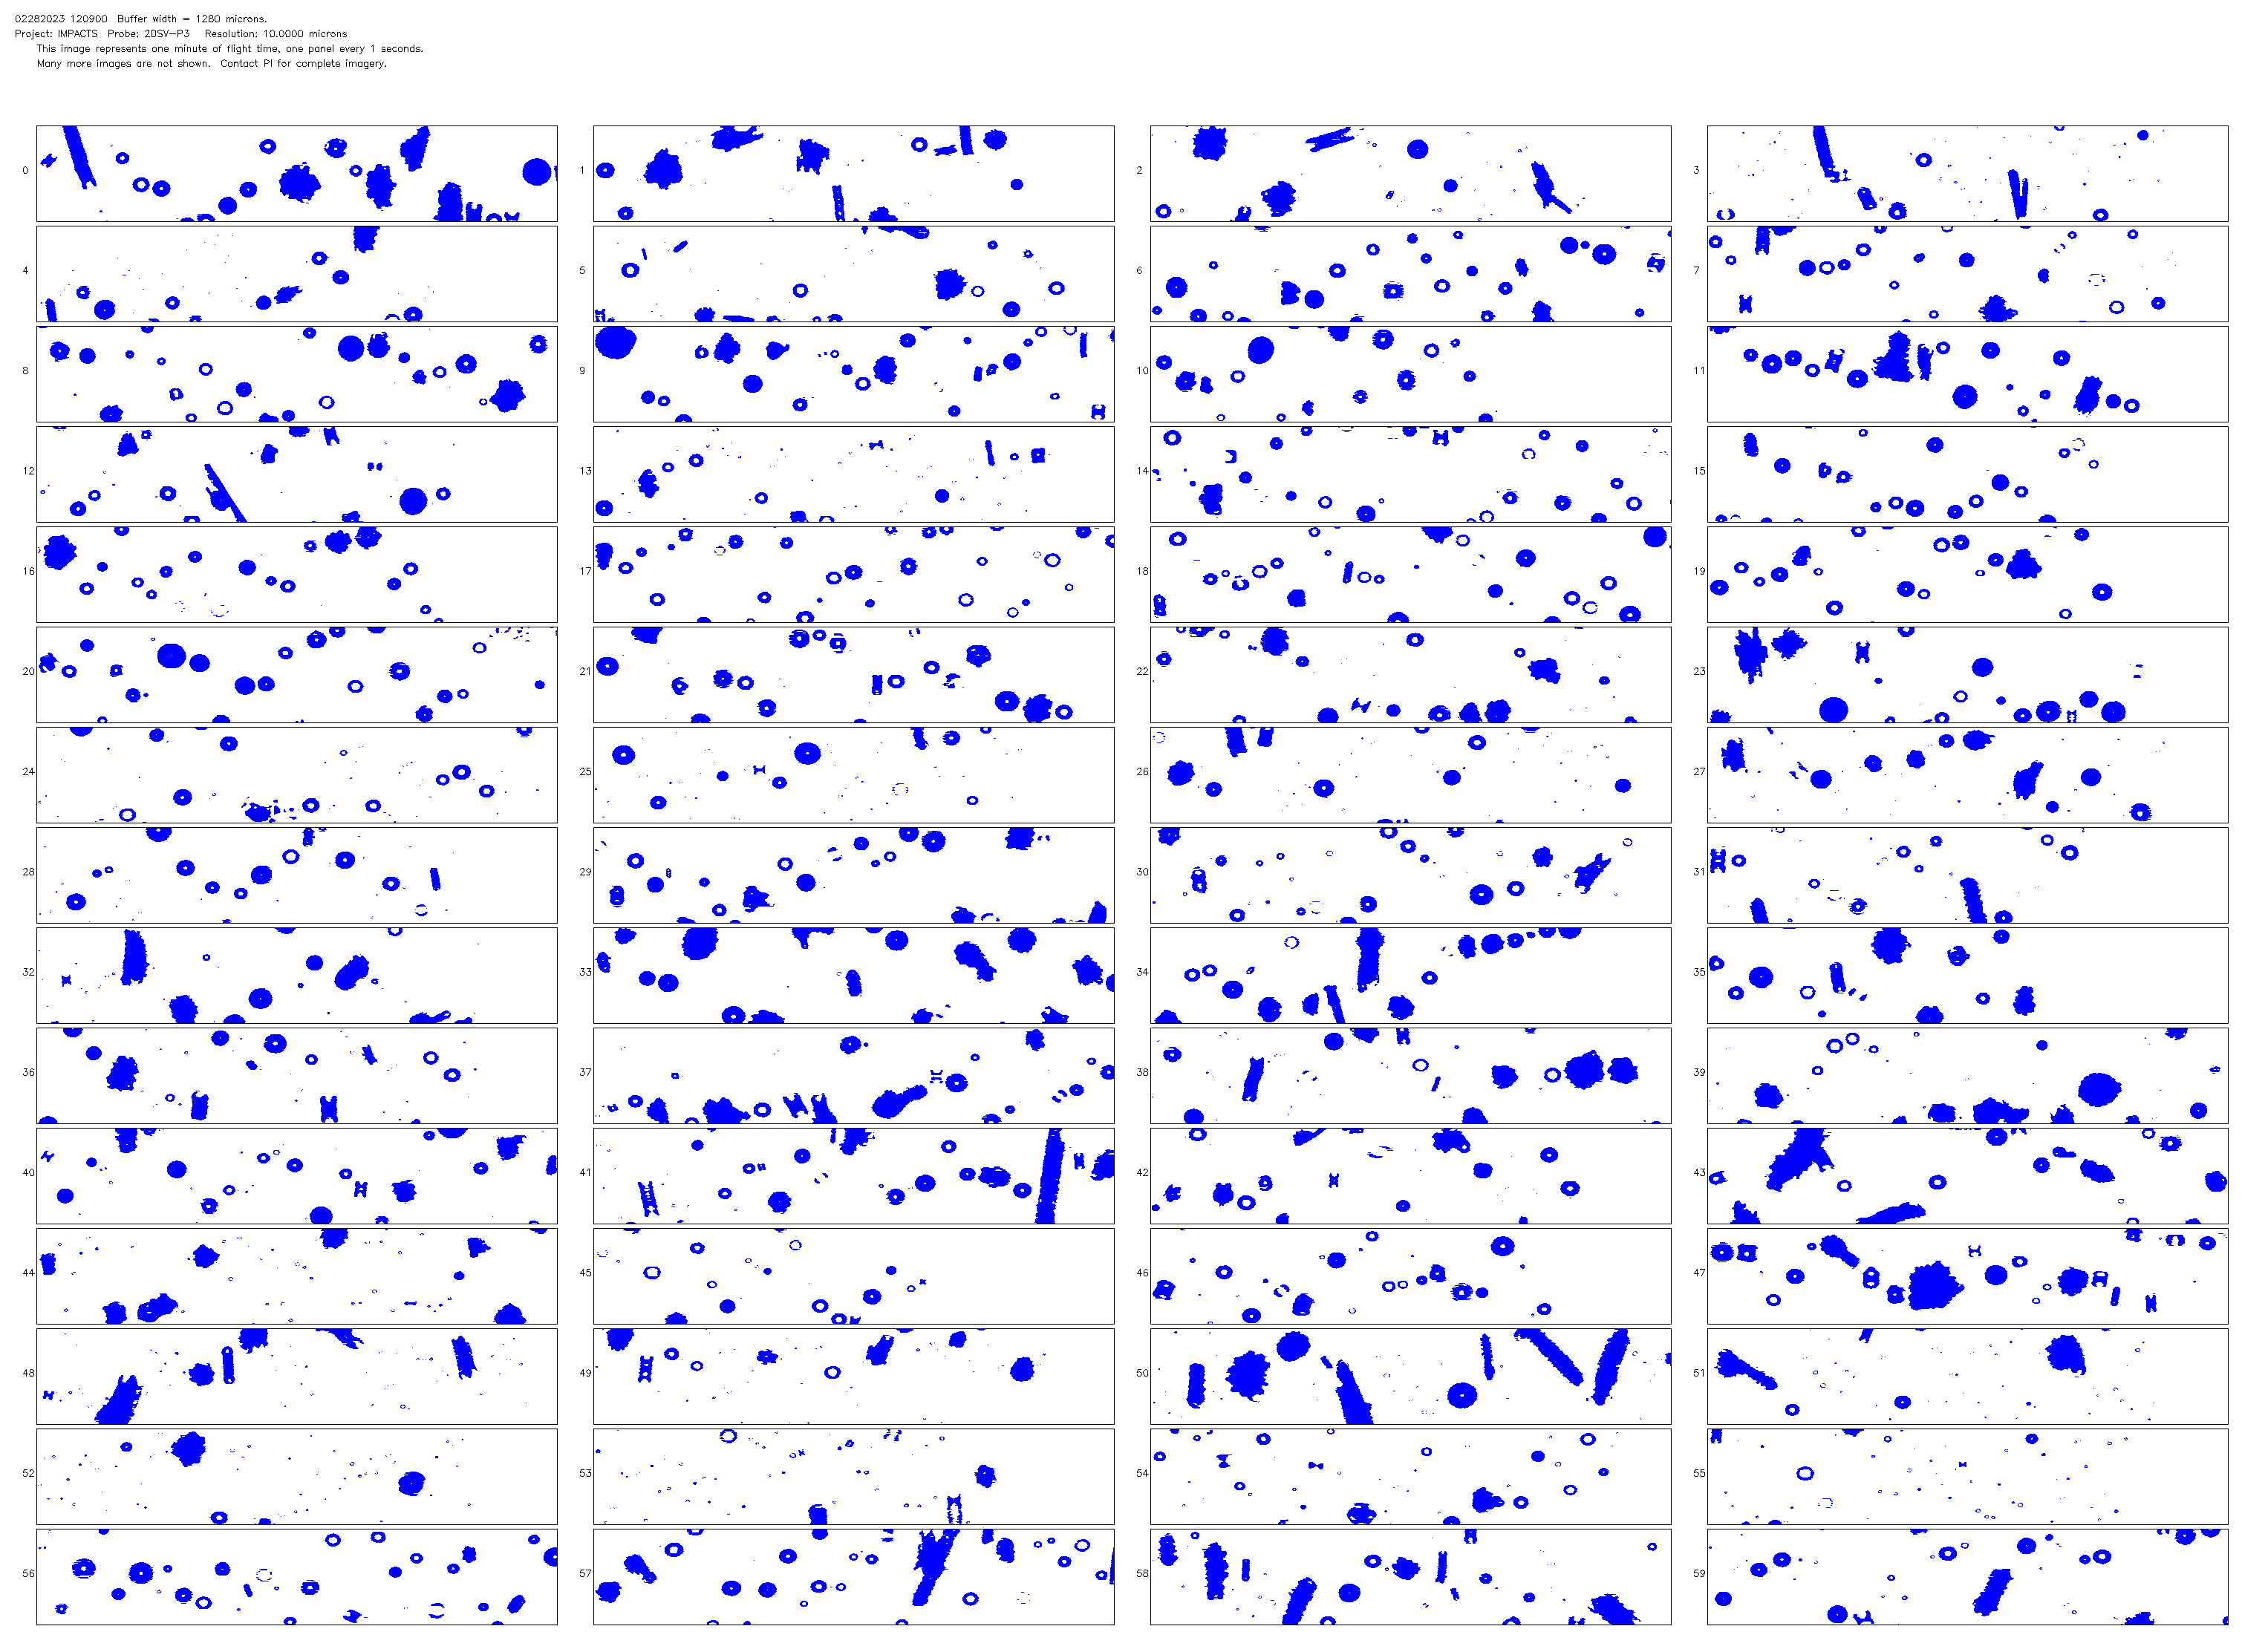 02282023 120900  Buffer width = 1280 microns.
Project: IMPACTS  Probe: 2DSV-P3   Resolution: 10.0000 microns
This image represents one minute of flight time, one panel every 1 seconds.
Many more images are not shown.  Contact PI for complete imagery.
0 1 2 3
4 5 6 7
8 9 10 11
12 13 14 15
16 17 18 19
20 21 22 23
24 25 26 27
28 29 30 31
32 33 34 35
36 37 38 39
40 41 42 43
44 45 46 47
48 49 50 51
52 53 54 55
56 57 58 59